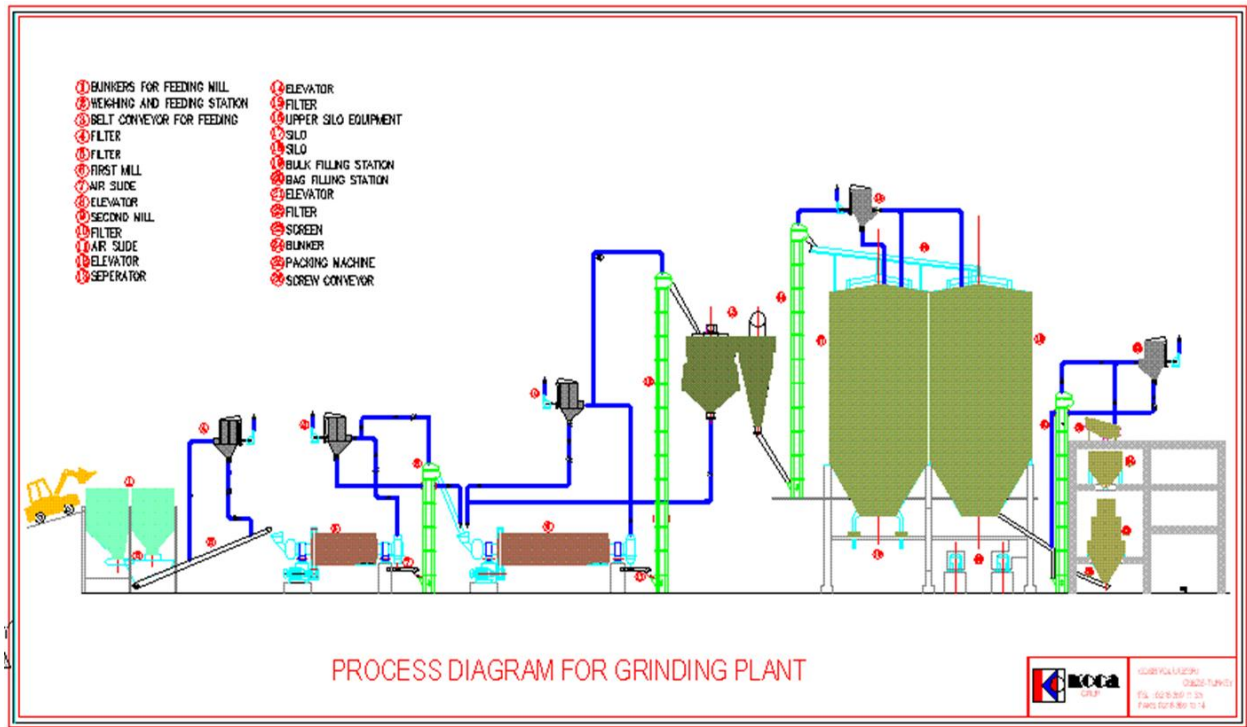 1 BUNKERS FOR FEEDING MILL
2 WEIGHING AND FEEDING STATION
3 BELT CONVEYOR FOR FEEDING
4 FILTER
5 FILTER
6 FIRST MILL
7 AIR SLIDE
8 ELEVATOR
9 SECOND MILL
10 FILTER
11 AIR SLIDE
12 ELEVATOR
13 SEPERATOR
14 ELEVATOR
15 FILTER
16 UPPER SILO EQUIPMENT
17 SILO
18 SILO
19 BULK FILLING STATION
20 BAG FILLING STATION
21 ELEVATOR
22 FILTER
23 SCREEN
24 BUNKER
25 PACKING MACHINE
26 SCREW CONVEYOR
PROCESS DIAGRAM FOR GRINDING PLANT
KOCA